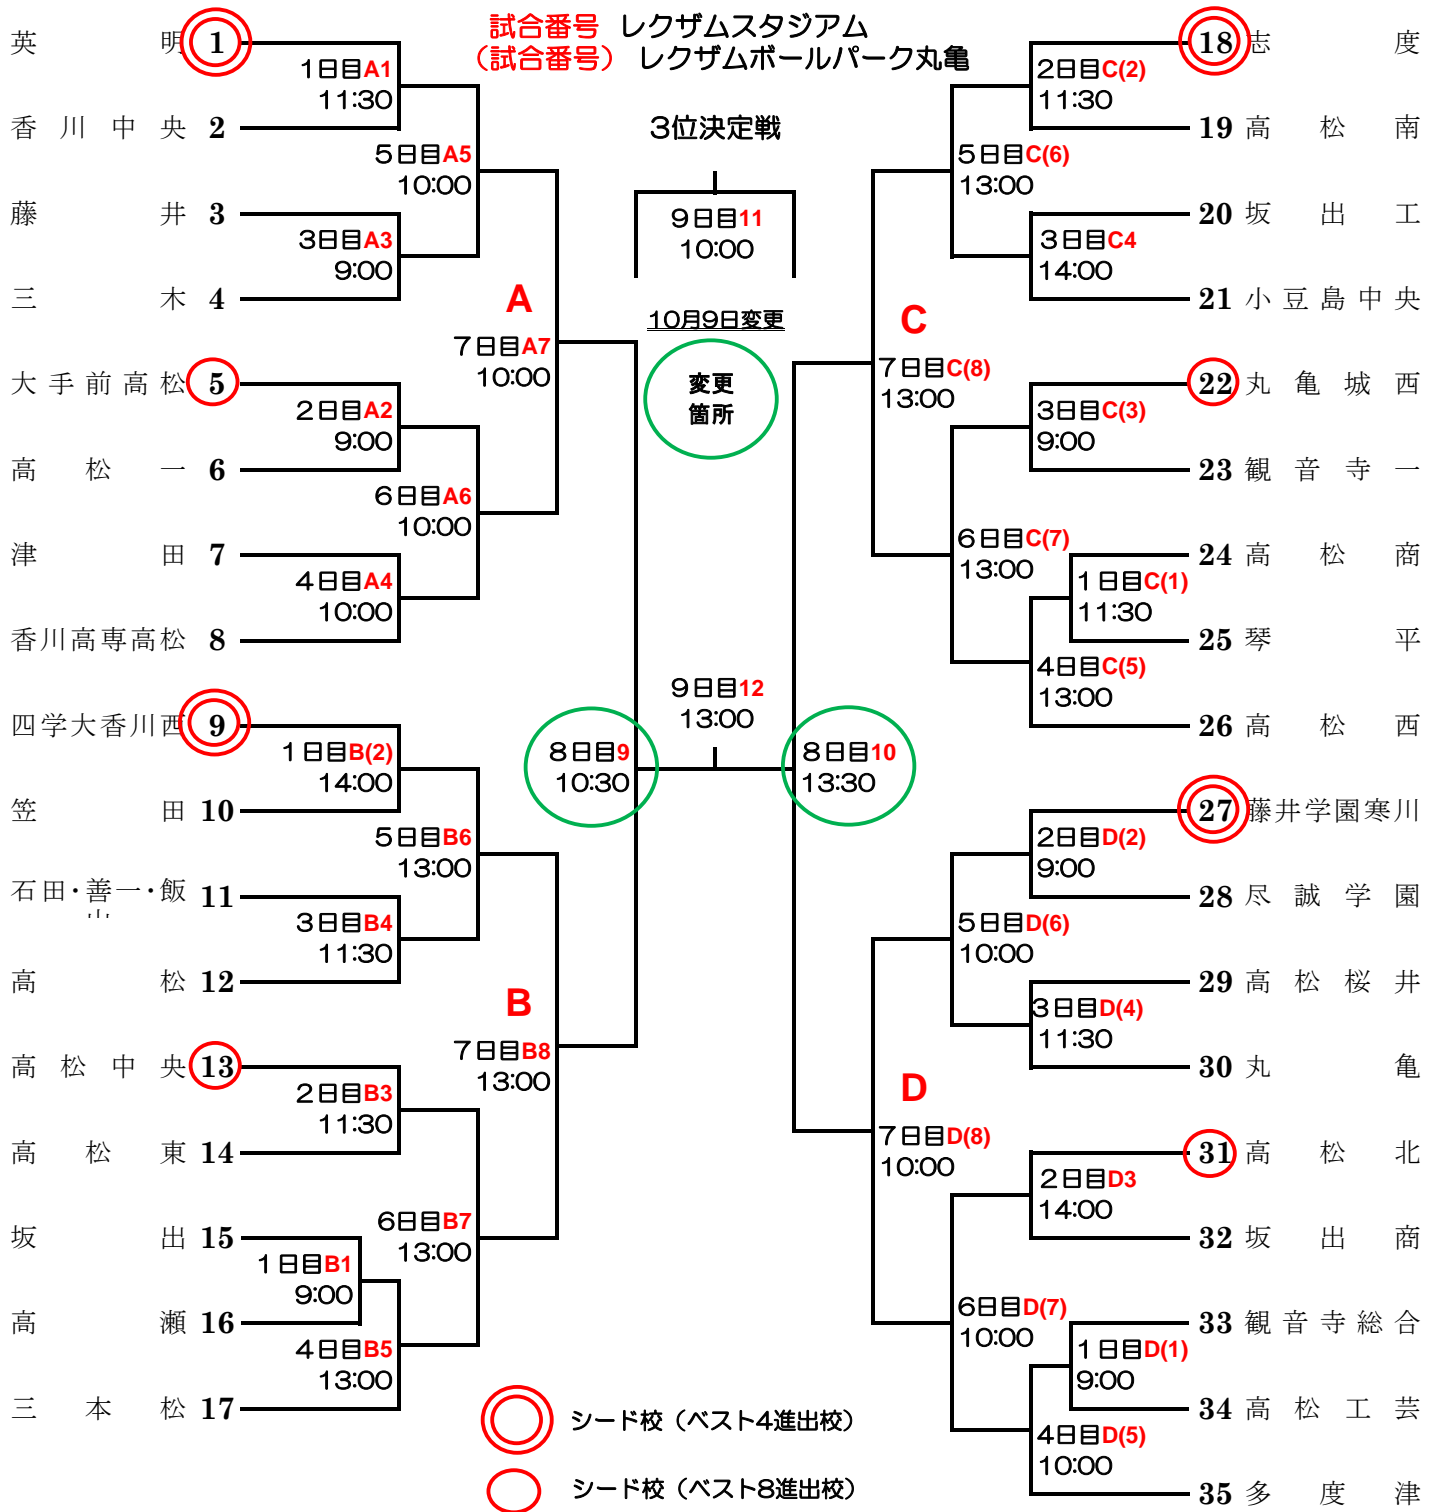 試合番号 レクザムスタジアム
(試合番号) レクザムボールパーク丸亀
英明 1
1日目A1
11:30
香川中央 2
5日目A5
10:00
藤井 3
3日目A3
9:00
三木 4
A
7日目A7
10:00
大手前高松 5
2日目A2
9:00
高松一 6
6日目A6
10:00
津田 7
4日目A4
10:00
香川高専高松 8
四学大香川西 9
1日目B(2)
14:00
笠田 10
5日目B6
13:00
石田・善一・飯 11
3日目B4
11:30
高松 12
B
7日目B8
13:00
高松中央 13
2日目B3
11:30
高松東 14
6日目B7
13:00
坂出 15
1日目B1
9:00
高瀬 16
4日目B5
13:00
三本松 17
3位決定戦
9日目11
10:00
10月9日変更
変更
箇所
9日目12
13:00
8日目9
10:30
8日目10
13:30
18 志度
2日目C(2)
11:30
19 高松南
5日目C(6)
13:00
20 坂出工
3日目C4
14:00
21 小豆島中央
C
7日目C(8)
13:00
22 丸亀城西
3日目C(3)
9:00
23 観音寺一
6日目C(7)
13:00
24 高松商
1日目C(1)
11:30
25 琴平
4日目C(5)
13:00
26 高松西
27 藤井学園寒川
2日目D(2)
9:00
28 尽誠学園
5日目D(6)
10:00
29 高松桜井
3日目D(4)
11:30
30 丸亀
D
7日目D(8)
10:00
31 高松北
2日目D3
14:00
32 坂出商
6日目D(7)
10:00
33 観音寺総合
1日目D(1)
9:00
34 高松工芸
4日目D(5)
10:00
35 多度津
シード校（ベスト4進出校）
シード校（ベスト8進出校）